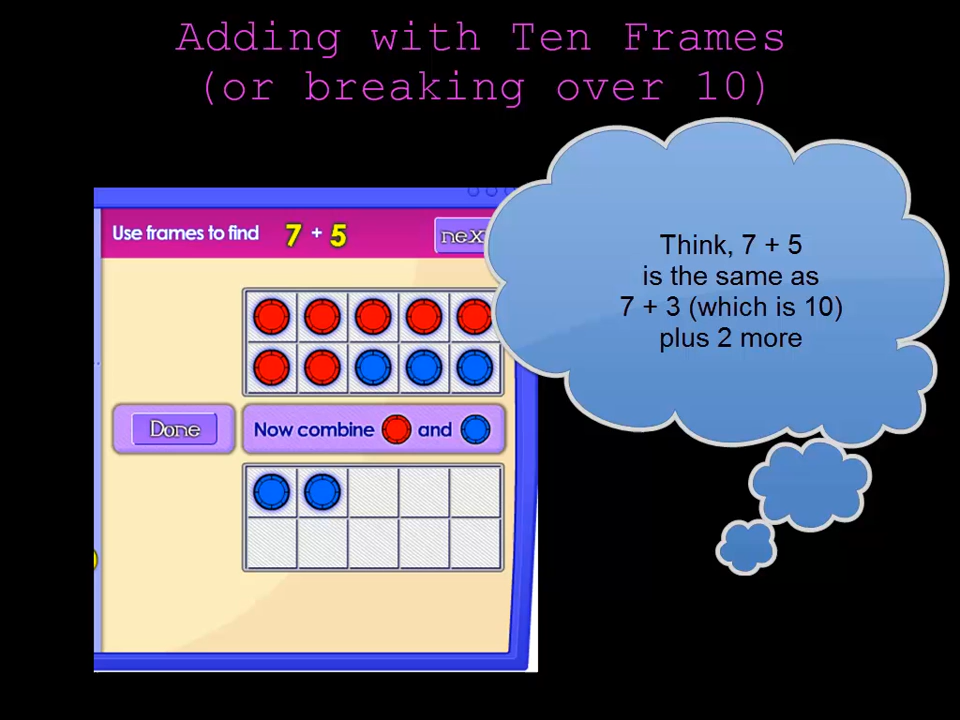 Adding with Ten Frames
(or breaking over 10)
Use frames to find 7 + 5
Think, 7 + 5
is the same as
7 + 3 (which is 10)
plus 2 more
Done
Now combine and